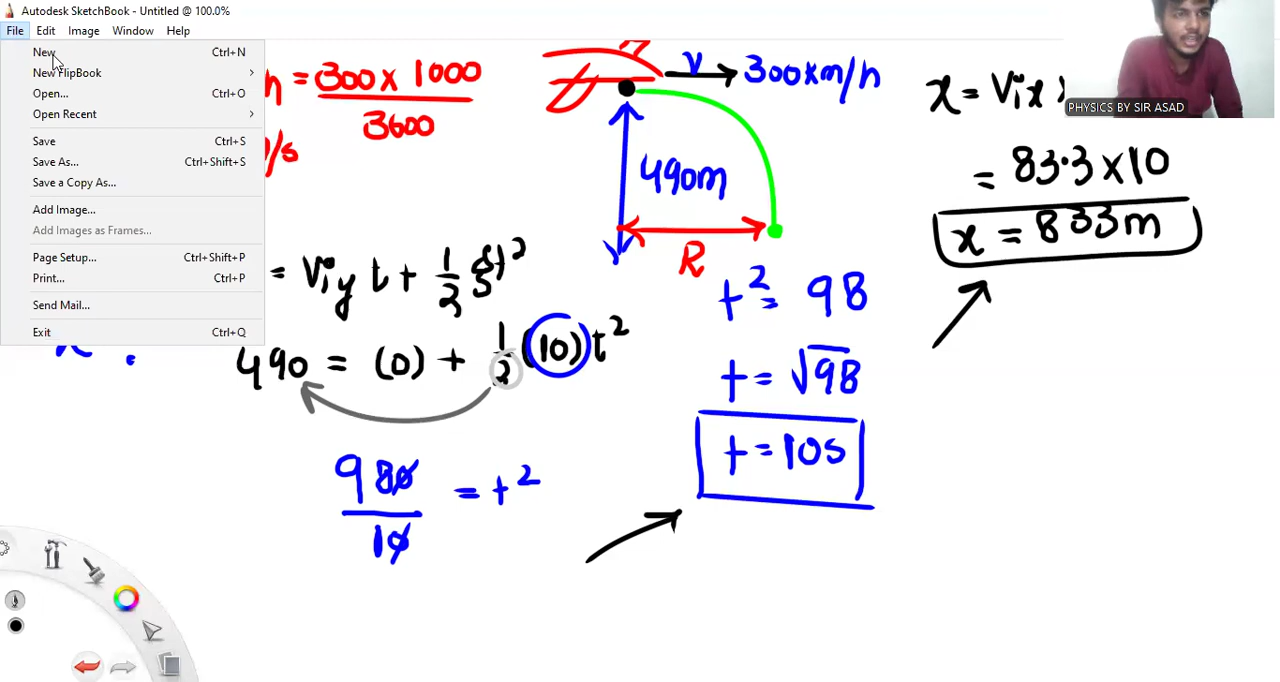 Autodesk SketchBook - Untitled @ 100.0%
File Edit Image Window Help
New Ctrl+N
New FlipBook
Open... Ctrl+O
Open Recent
Save Ctrl+S
Save As... Ctrl+Shift+S
Save a Copy As...
Add Image...
Add Images as Frames...
Page Setup... Ctrl+Shift+P
Print... Ctrl+P
Send Mail...
Exit Ctrl+Q
h = 300 x 1000
3600
/s
V 300 km/h
490m
R
= Viy t + 1/2 gt²
490 = (0) + 1/2 (10) t²
980
10
= t²
t² = 98
t = √98
t = 10s
x = Vix x
= 83.3 x 10
x = 833m
PHYSICS BY SIR ASAD